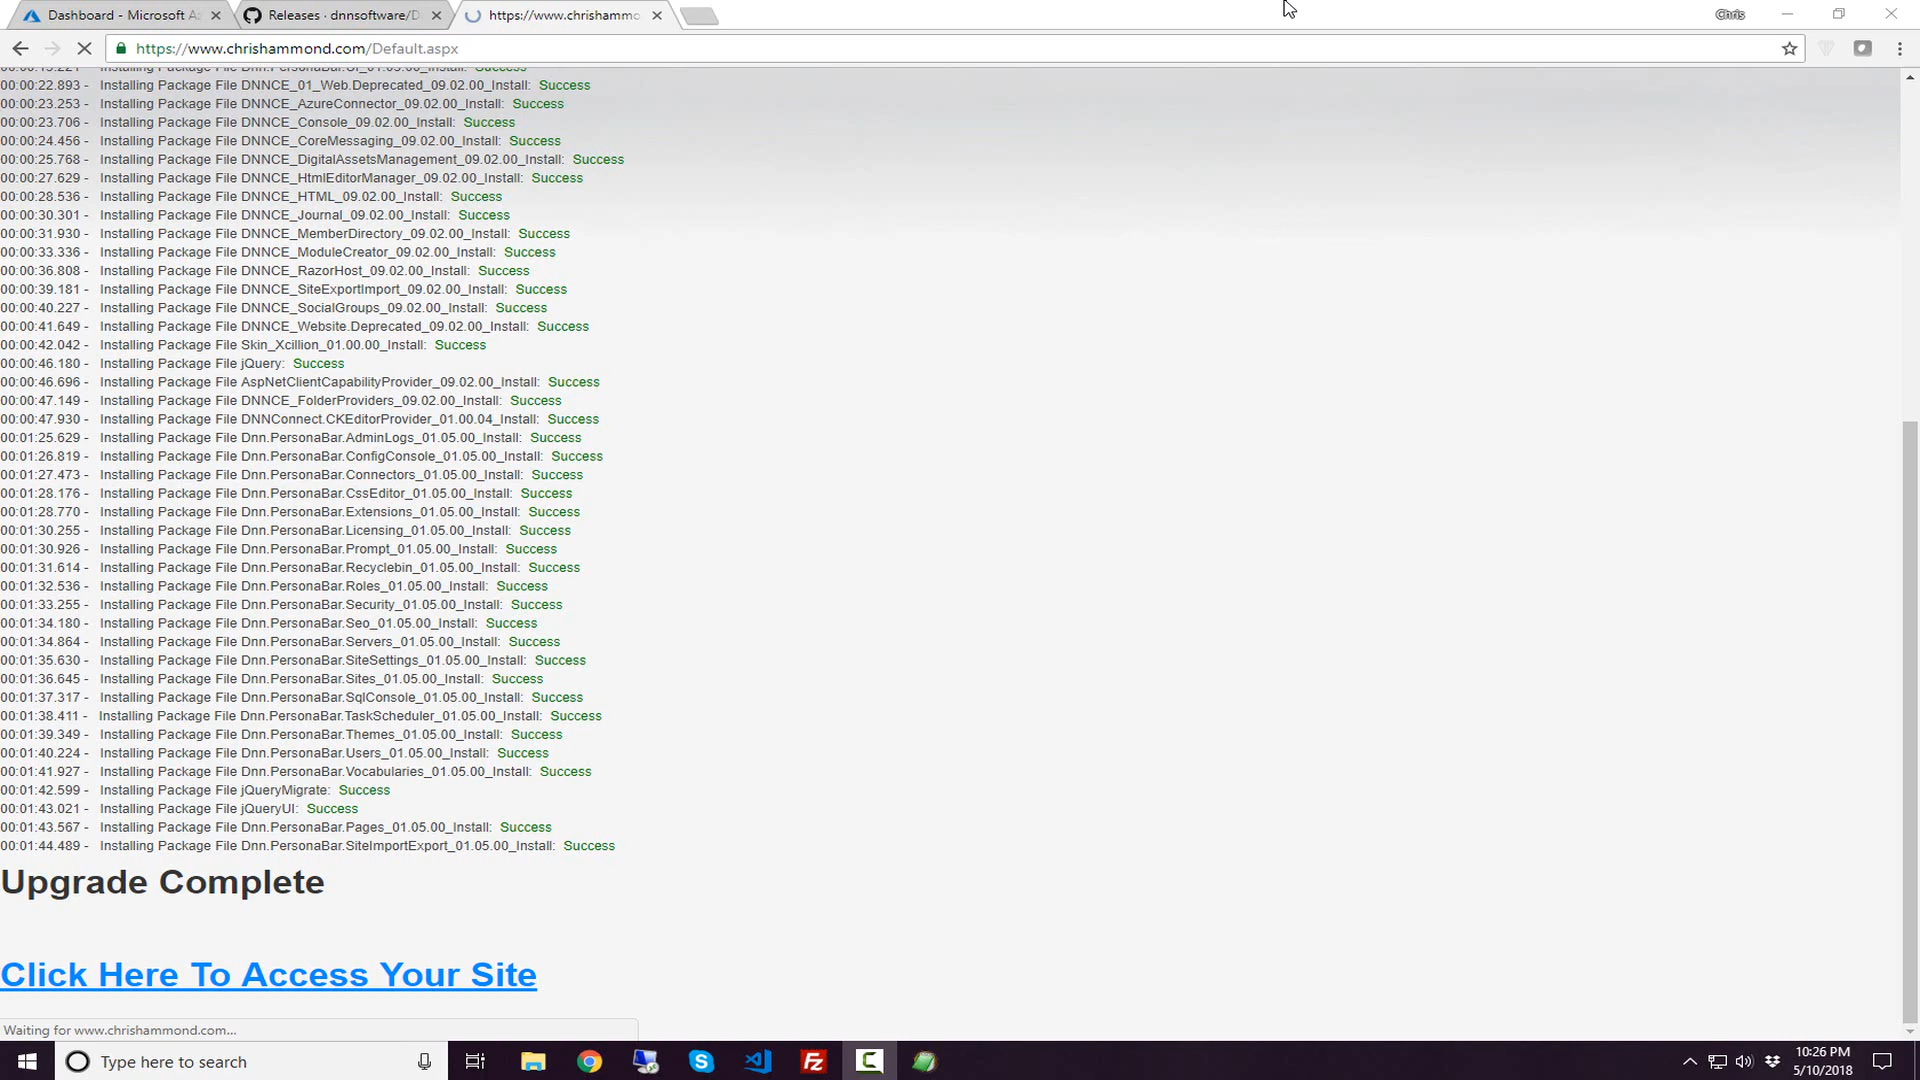 Dashboard - Microsoft A
Releases · dnnsoftware/D
https://www.chrishammo
Chris
https://www.chrishammond.com/Default.aspx
00:00:22.893 - Installing Package File DNNCE_01_Web.Deprecated_09.02.00_Install: Success
00:00:23.253 - Installing Package File DNNCE_AzureConnector_09.02.00_Install: Success
00:00:23.706 - Installing Package File DNNCE_Console_09.02.00_Install: Success
00:00:24.456 - Installing Package File DNNCE_CoreMessaging_09.02.00_Install: Success
00:00:25.768 - Installing Package File DNNCE_DigitalAssetsManagement_09.02.00_Install: Success
00:00:27.629 - Installing Package File DNNCE_HtmlEditorManager_09.02.00_Install: Success
00:00:28.536 - Installing Package File DNNCE_HTML_09.02.00_Install: Success
00:00:30.301 - Installing Package File DNNCE_Journal_09.02.00_Install: Success
00:00:31.930 - Installing Package File DNNCE_MemberDirectory_09.02.00_Install: Success
00:00:33.336 - Installing Package File DNNCE_ModuleCreator_09.02.00_Install: Success
00:00:36.808 - Installing Package File DNNCE_RazorHost_09.02.00_Install: Success
00:00:39.181 - Installing Package File DNNCE_SiteExportImport_09.02.00_Install: Success
00:00:40.227 - Installing Package File DNNCE_SocialGroups_09.02.00_Install: Success
00:00:41.649 - Installing Package File DNNCE_Website.Deprecated_09.02.00_Install: Success
00:00:42.042 - Installing Package File Skin_Xcillion_01.00.00_Install: Success
00:00:46.180 - Installing Package File jQuery: Success
00:00:46.696 - Installing Package File AspNetClientCapabilityProvider_09.02.00_Install: Success
00:00:47.149 - Installing Package File DNNCE_FolderProviders_09.02.00_Install: Success
00:00:47.930 - Installing Package File DNNConnect.CKEditorProvider_01.00.04_Install: Success
00:01:25.629 - Installing Package File Dnn.PersonaBar.AdminLogs_01.05.00_Install: Success
00:01:26.819 - Installing Package File Dnn.PersonaBar.ConfigConsole_01.05.00_Install: Success
00:01:27.473 - Installing Package File Dnn.PersonaBar.Connectors_01.05.00_Install: Success
00:01:28.176 - Installing Package File Dnn.PersonaBar.CssEditor_01.05.00_Install: Success
00:01:28.770 - Installing Package File Dnn.PersonaBar.Extensions_01.05.00_Install: Success
00:01:30.255 - Installing Package File Dnn.PersonaBar.Licensing_01.05.00_Install: Success
00:01:30.926 - Installing Package File Dnn.PersonaBar.Prompt_01.05.00_Install: Success
00:01:31.614 - Installing Package File Dnn.PersonaBar.Recyclebin_01.05.00_Install: Success
00:01:32.536 - Installing Package File Dnn.PersonaBar.Roles_01.05.00_Install: Success
00:01:33.255 - Installing Package File Dnn.PersonaBar.Security_01.05.00_Install: Success
00:01:34.180 - Installing Package File Dnn.PersonaBar.Seo_01.05.00_Install: Success
00:01:34.864 - Installing Package File Dnn.PersonaBar.Servers_01.05.00_Install: Success
00:01:35.630 - Installing Package File Dnn.PersonaBar.SiteSettings_01.05.00_Install: Success
00:01:36.645 - Installing Package File Dnn.PersonaBar.Sites_01.05.00_Install: Success
00:01:37.317 - Installing Package File Dnn.PersonaBar.SqlConsole_01.05.00_Install: Success
00:01:38.411 - Installing Package File Dnn.PersonaBar.TaskScheduler_01.05.00_Install: Success
00:01:39.349 - Installing Package File Dnn.PersonaBar.Themes_01.05.00_Install: Success
00:01:40.224 - Installing Package File Dnn.PersonaBar.Users_01.05.00_Install: Success
00:01:41.927 - Installing Package File Dnn.PersonaBar.Vocabularies_01.05.00_Install: Success
00:01:42.599 - Installing Package File jQueryMigrate: Success
00:01:43.021 - Installing Package File jQueryUI: Success
00:01:43.567 - Installing Package File Dnn.PersonaBar.Pages_01.05.00_Install: Success
00:01:44.489 - Installing Package File Dnn.PersonaBar.SiteImportExport_01.05.00_Install: Success
Upgrade Complete
Click Here To Access Your Site
Waiting for www.chrishammond.com...
Type here to search
10:26 PM
5/10/2018